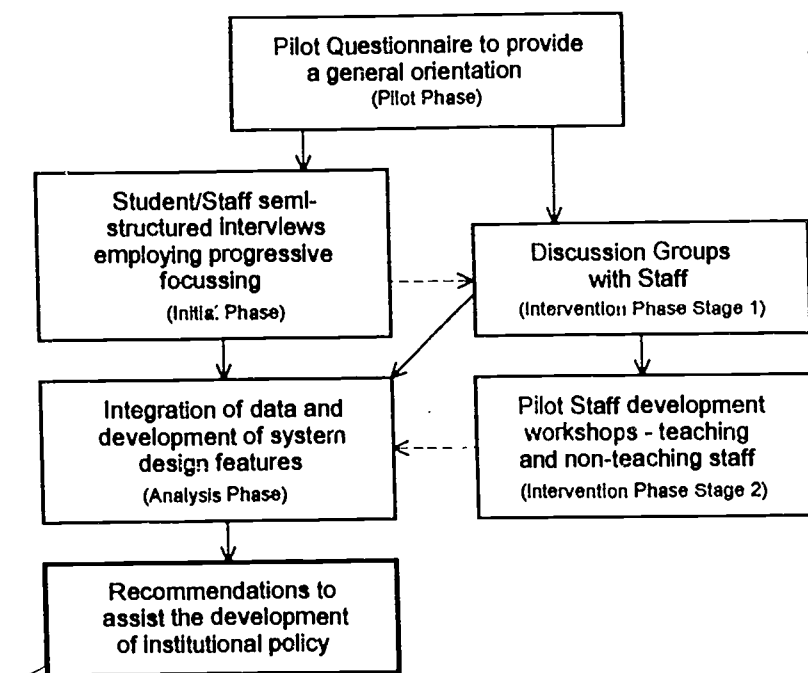 Pilot Questionnaire to provide
a general orientation
(Pilot Phase)
Student/Staff semi-
structured interviews
employing progressive
focussing
(Initial Phase)
Discussion Groups
with Staff
(Intervention Phase Stage 1)
Integration of data and
development of system
design features
(Analysis Phase)
Pilot Staff development
workshops - teaching
and non-teaching staff
(Intervention Phase Stage 2)
Recommendations to
assist the development
of institutional policy